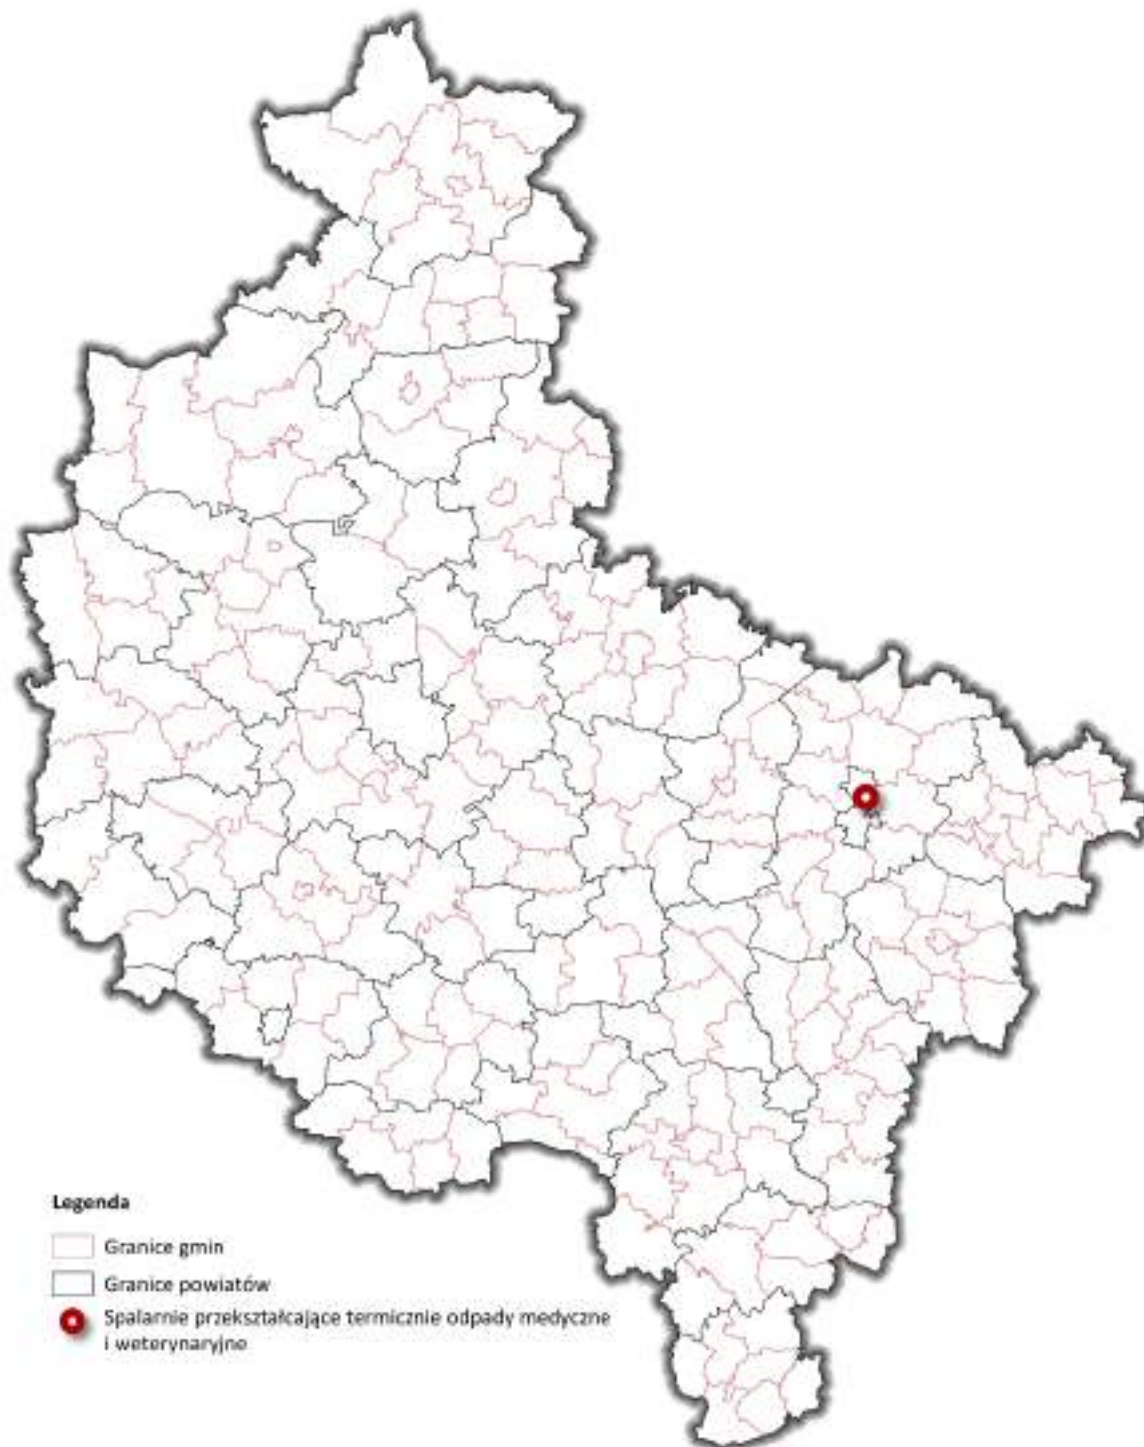 Legenda
Granice gmin
Granice powiatów
Spalarnie przekształcające termicznie odpady medyczne
i weterynaryjne